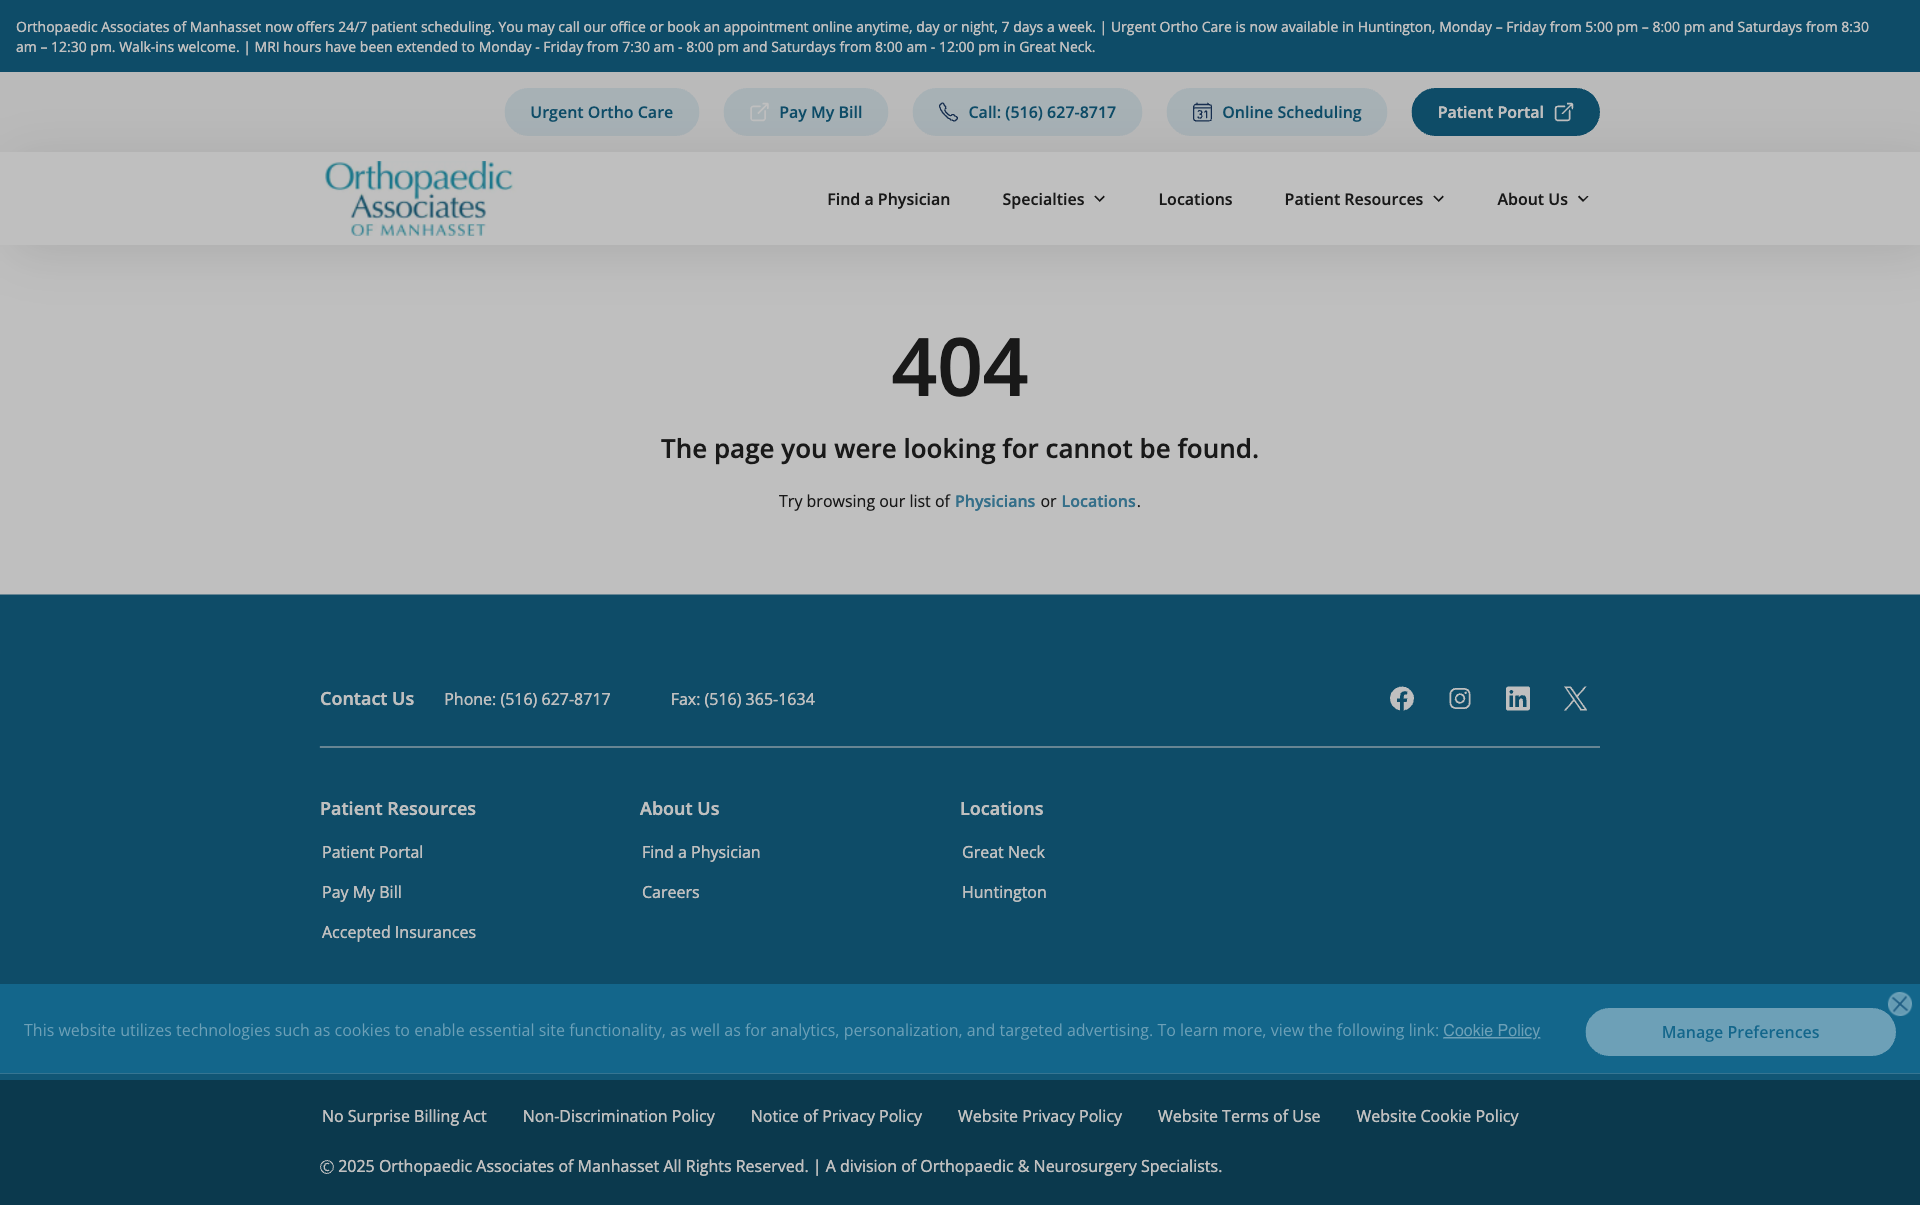 Orthopaedic Associates of Manhasset now offers 24/7 patient scheduling. You may call our office or book an appointment online anytime, day or night, 7 days a week. | Urgent Ortho Care is now available in Huntington, Monday – Friday from 5:00 pm – 8:00 pm and Saturdays from 8:30
am – 12:30 pm. Walk-ins welcome. | MRI hours have been extended to Monday - Friday from 7:30 am - 8:00 pm and Saturdays from 8:00 am - 12:00 pm in Great Neck.
Urgent Ortho Care
Pay My Bill
Call: (516) 627-8717
31 Online Scheduling
Patient Portal
Orthopaedic
Associates
OF MANHASSET
Find a Physician
Specialties
Locations
Patient Resources
About Us
404
The page you were looking for cannot be found.
Try browsing our list of Physicians or Locations.
Contact Us
Phone: (516) 627-8717
Fax: (516) 365-1634
Patient Resources
Patient Portal
Pay My Bill
Accepted Insurances
About Us
Find a Physician
Careers
Locations
Great Neck
Huntington
This website utilizes technologies such as cookies to enable essential site functionality, as well as for analytics, personalization, and targeted advertising. To learn more, view the following link: Cookie Policy
Manage Preferences
No Surprise Billing Act
Non-Discrimination Policy
Notice of Privacy Policy
Website Privacy Policy
Website Terms of Use
Website Cookie Policy
© 2025 Orthopaedic Associates of Manhasset All Rights Reserved. | A division of Orthopaedic & Neurosurgery Specialists.